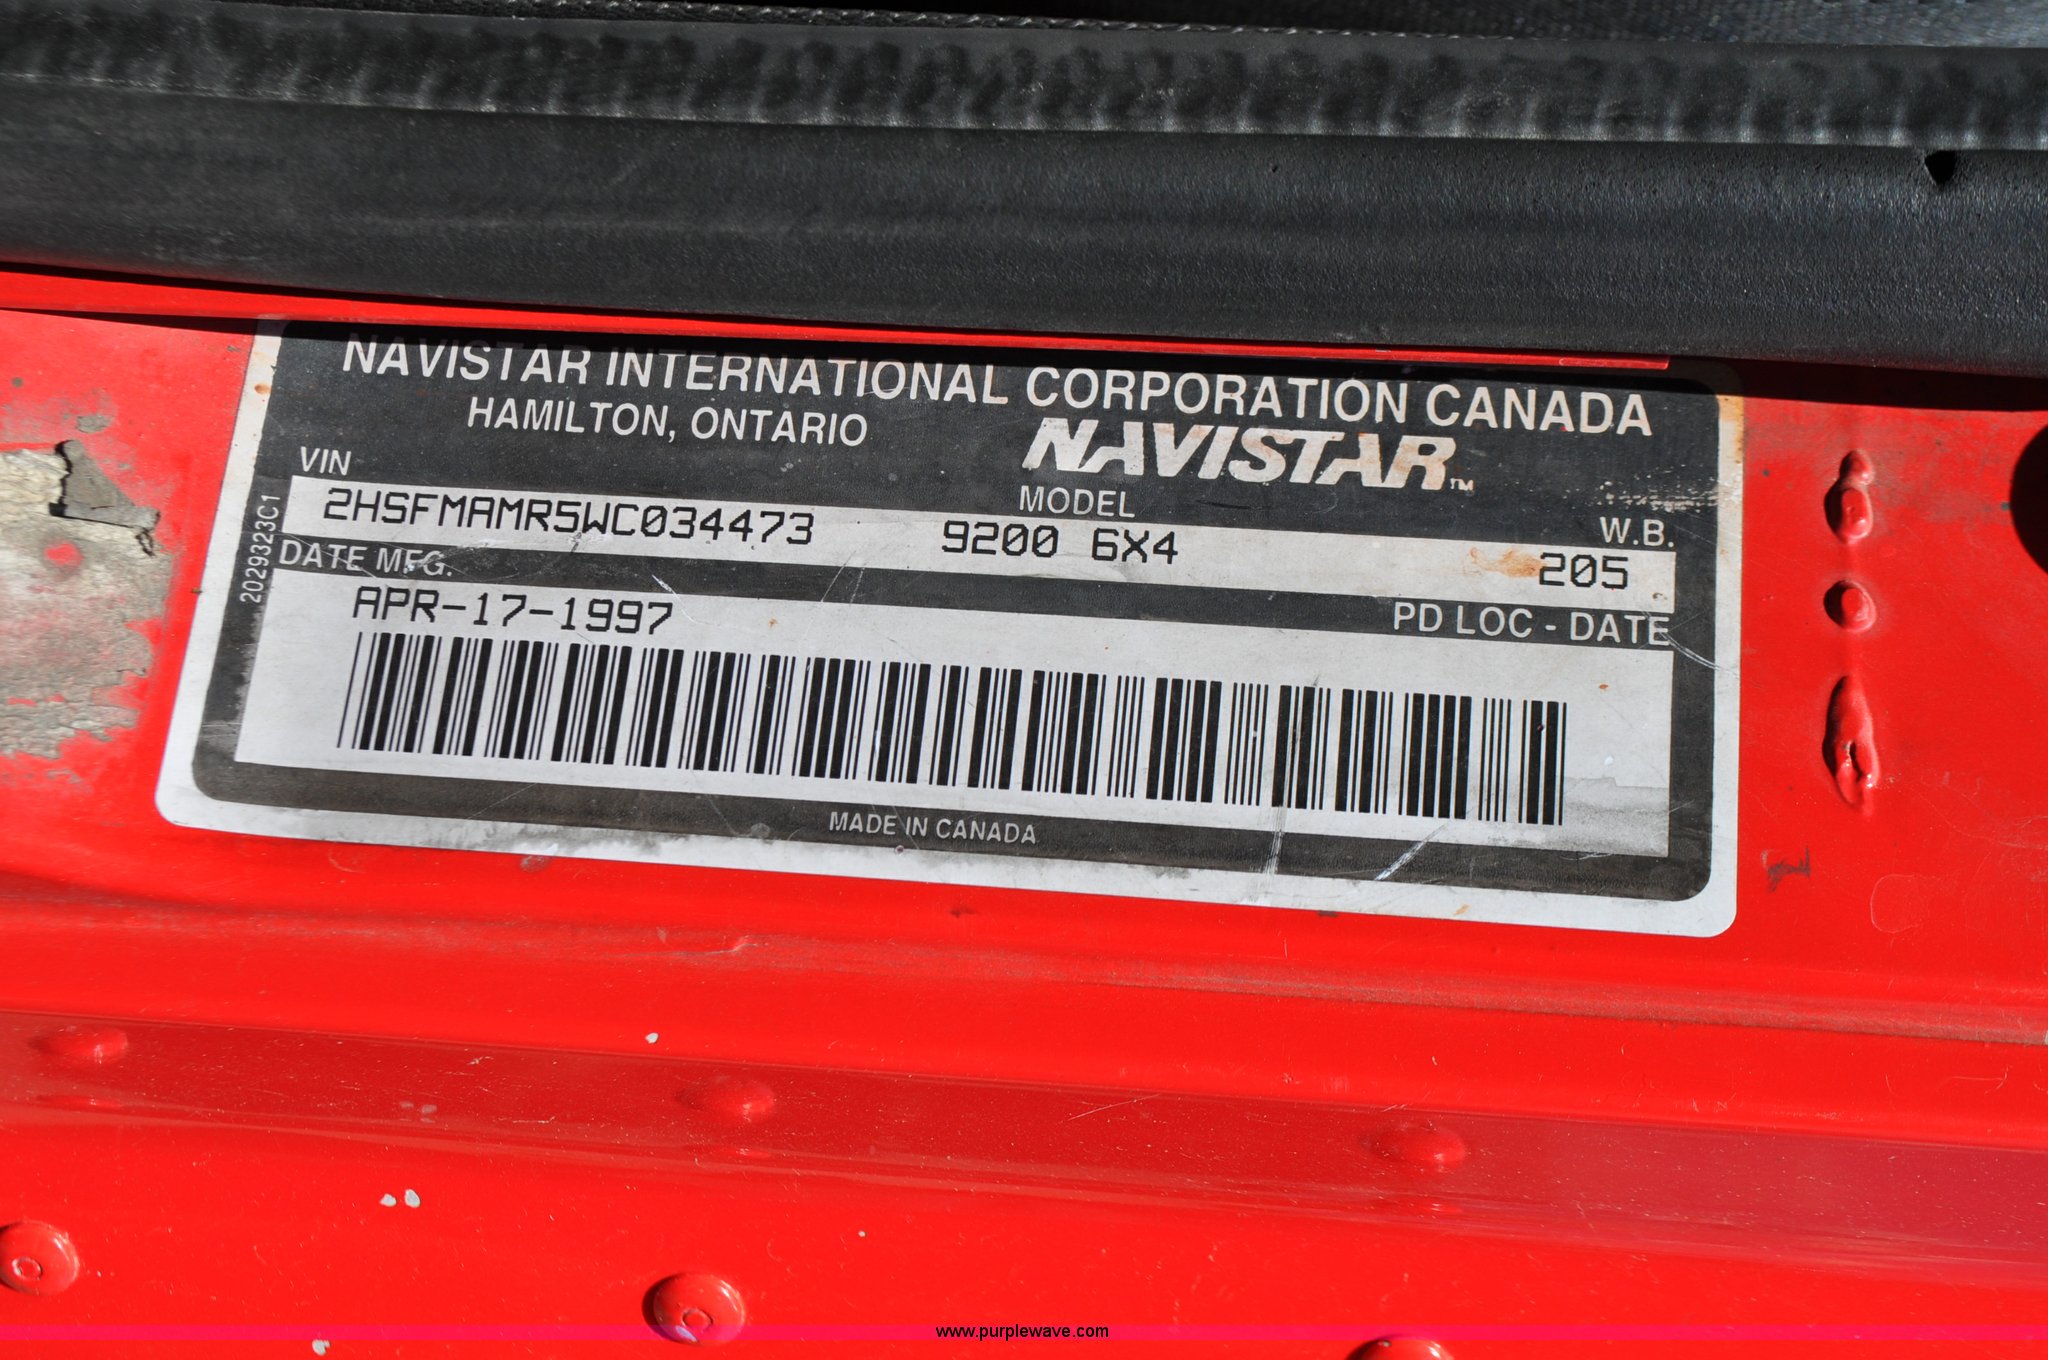 NAVISTAR INTERNATIONAL CORPORATION CANADA
HAMILTON, ONTARIO
NAVISTAR™
VIN
MODEL
W.B.
2HSFMAMR5WC034473
9200 6X4
205
2029323C1
DATE MFG.
PD LOC - DATE
APR-17-1997
MADE IN CANADA
www.purplewave.com